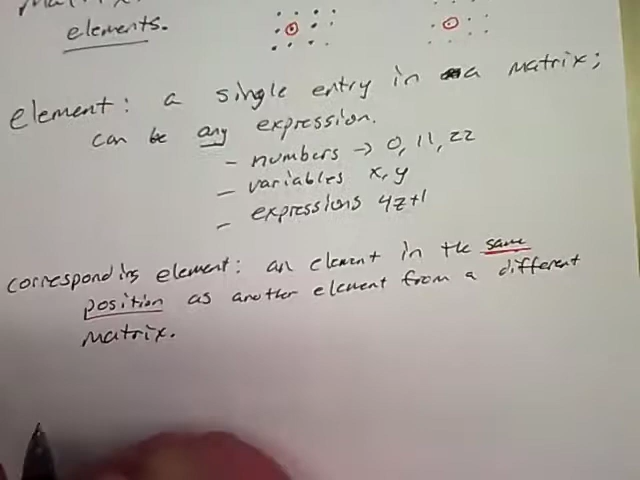 elements.
element: a single entry in a matrix;
can be any expression.
- numbers → 0, 11, 22
- variables x, y
- expressions 4z+1
corresponding element: an element in the same
position as another element from a different
matrix.